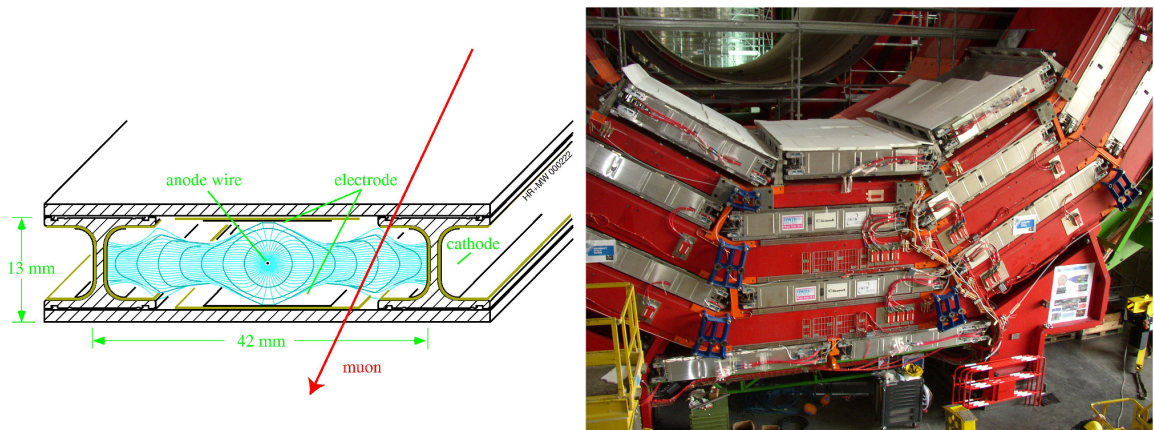 anode wire
electrode
HR+MW 000222
cathode
13 mm
42 mm
muon